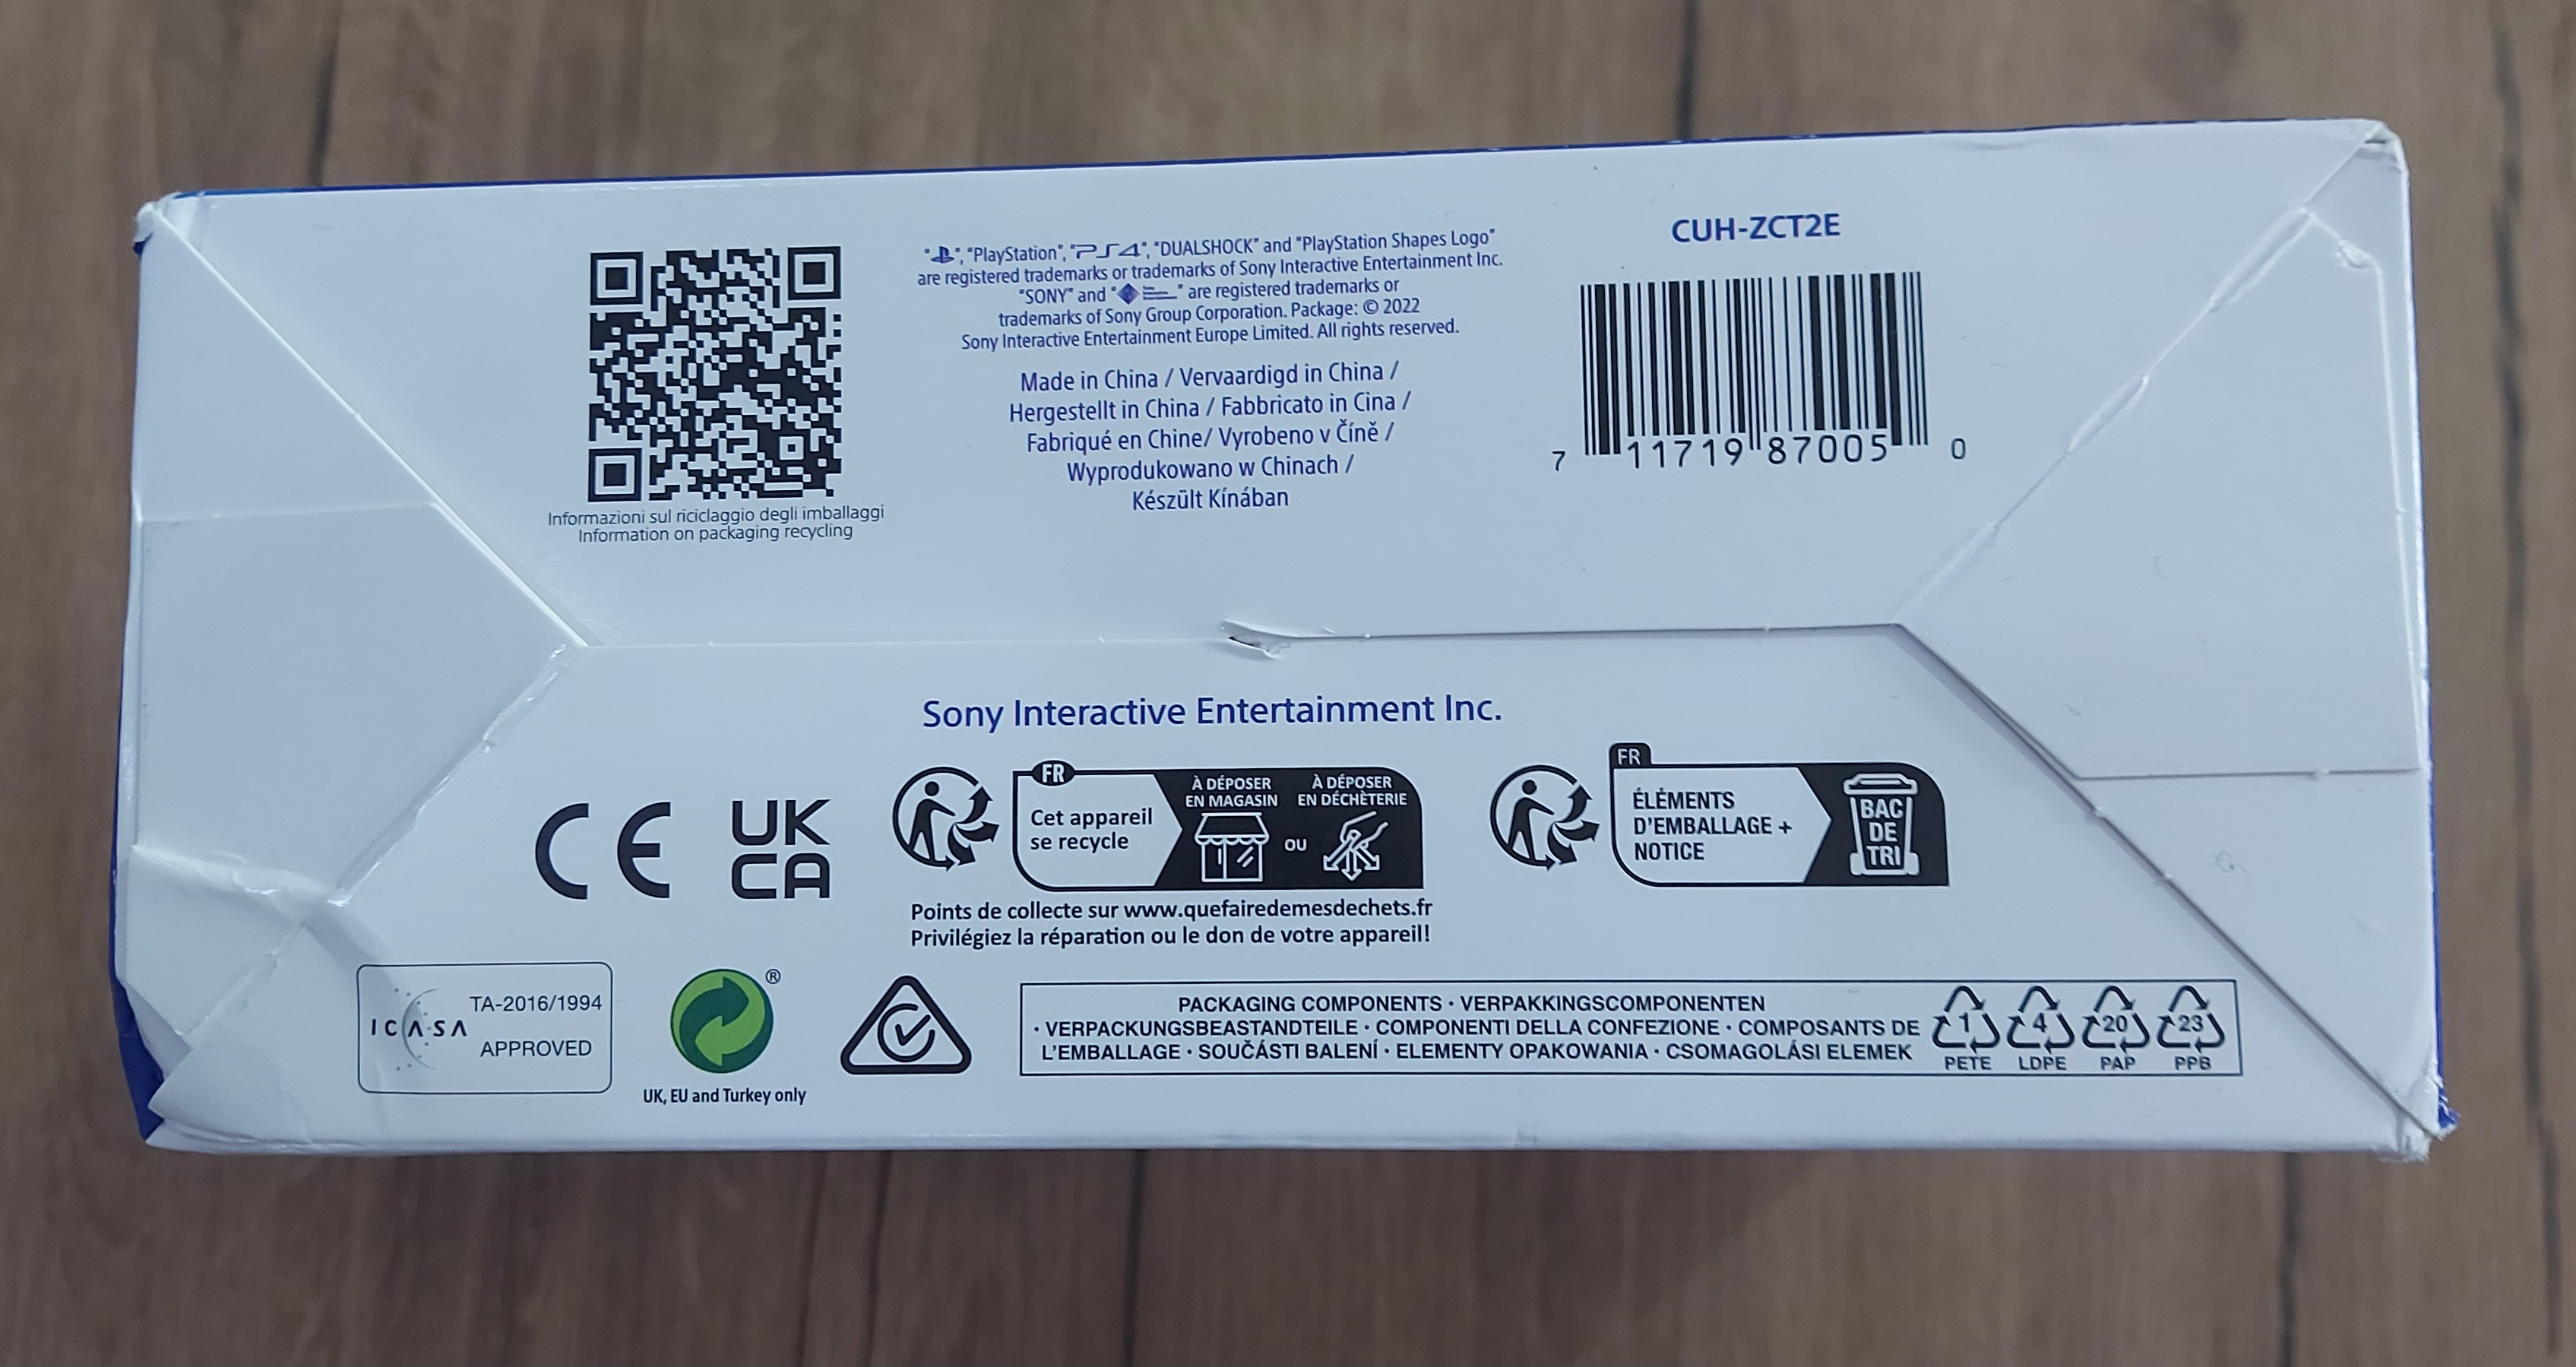 Informazioni sul riciclaggio degli imballaggi
Information on packaging recycling
" ", "PlayStation", "PS4", "DUALSHOCK" and "PlayStation Shapes Logo"
are registered trademarks or trademarks of Sony Interactive Entertainment Inc.
"SONY" and " " are registered trademarks or
trademarks of Sony Group Corporation. Package: © 2022
Sony Interactive Entertainment Europe Limited. All rights reserved.
Made in China / Vervaardigd in China /
Hergestellt in China / Fabbricato in Cina /
Fabriqué en Chine/ Vyrobeno v Číně /
Wyprodukowano w Chinach /
Készült Kínában
CUH-ZCT2E
7 11719 87005 0
Sony Interactive Entertainment Inc.
CE
UK
CA
FR
Cet appareil
se recycle
À DÉPOSER
EN MAGASIN
OU
À DÉPOSER
EN DÉCHÈTERIE
Points de collecte sur www.quefairedemesdechets.fr
Privilégiez la réparation ou le don de votre appareil!
FR
ÉLÉMENTS
D'EMBALLAGE +
NOTICE
BAC
DE
TRI
ICASA
TA-2016/1994
APPROVED
®
UK, EU and Turkey only
PACKAGING COMPONENTS · VERPAKKINGSCOMPONENTEN
· VERPACKUNGSBEASTANDTEILE · COMPONENTI DELLA CONFEZIONE · COMPOSANTS DE
L'EMBALLAGE · SOUČÁSTI BALENÍ · ELEMENTY OPAKOWANIA · CSOMAGOLÁSI ELEMEK
1 4 20 23
PETE LDPE PAP PPB